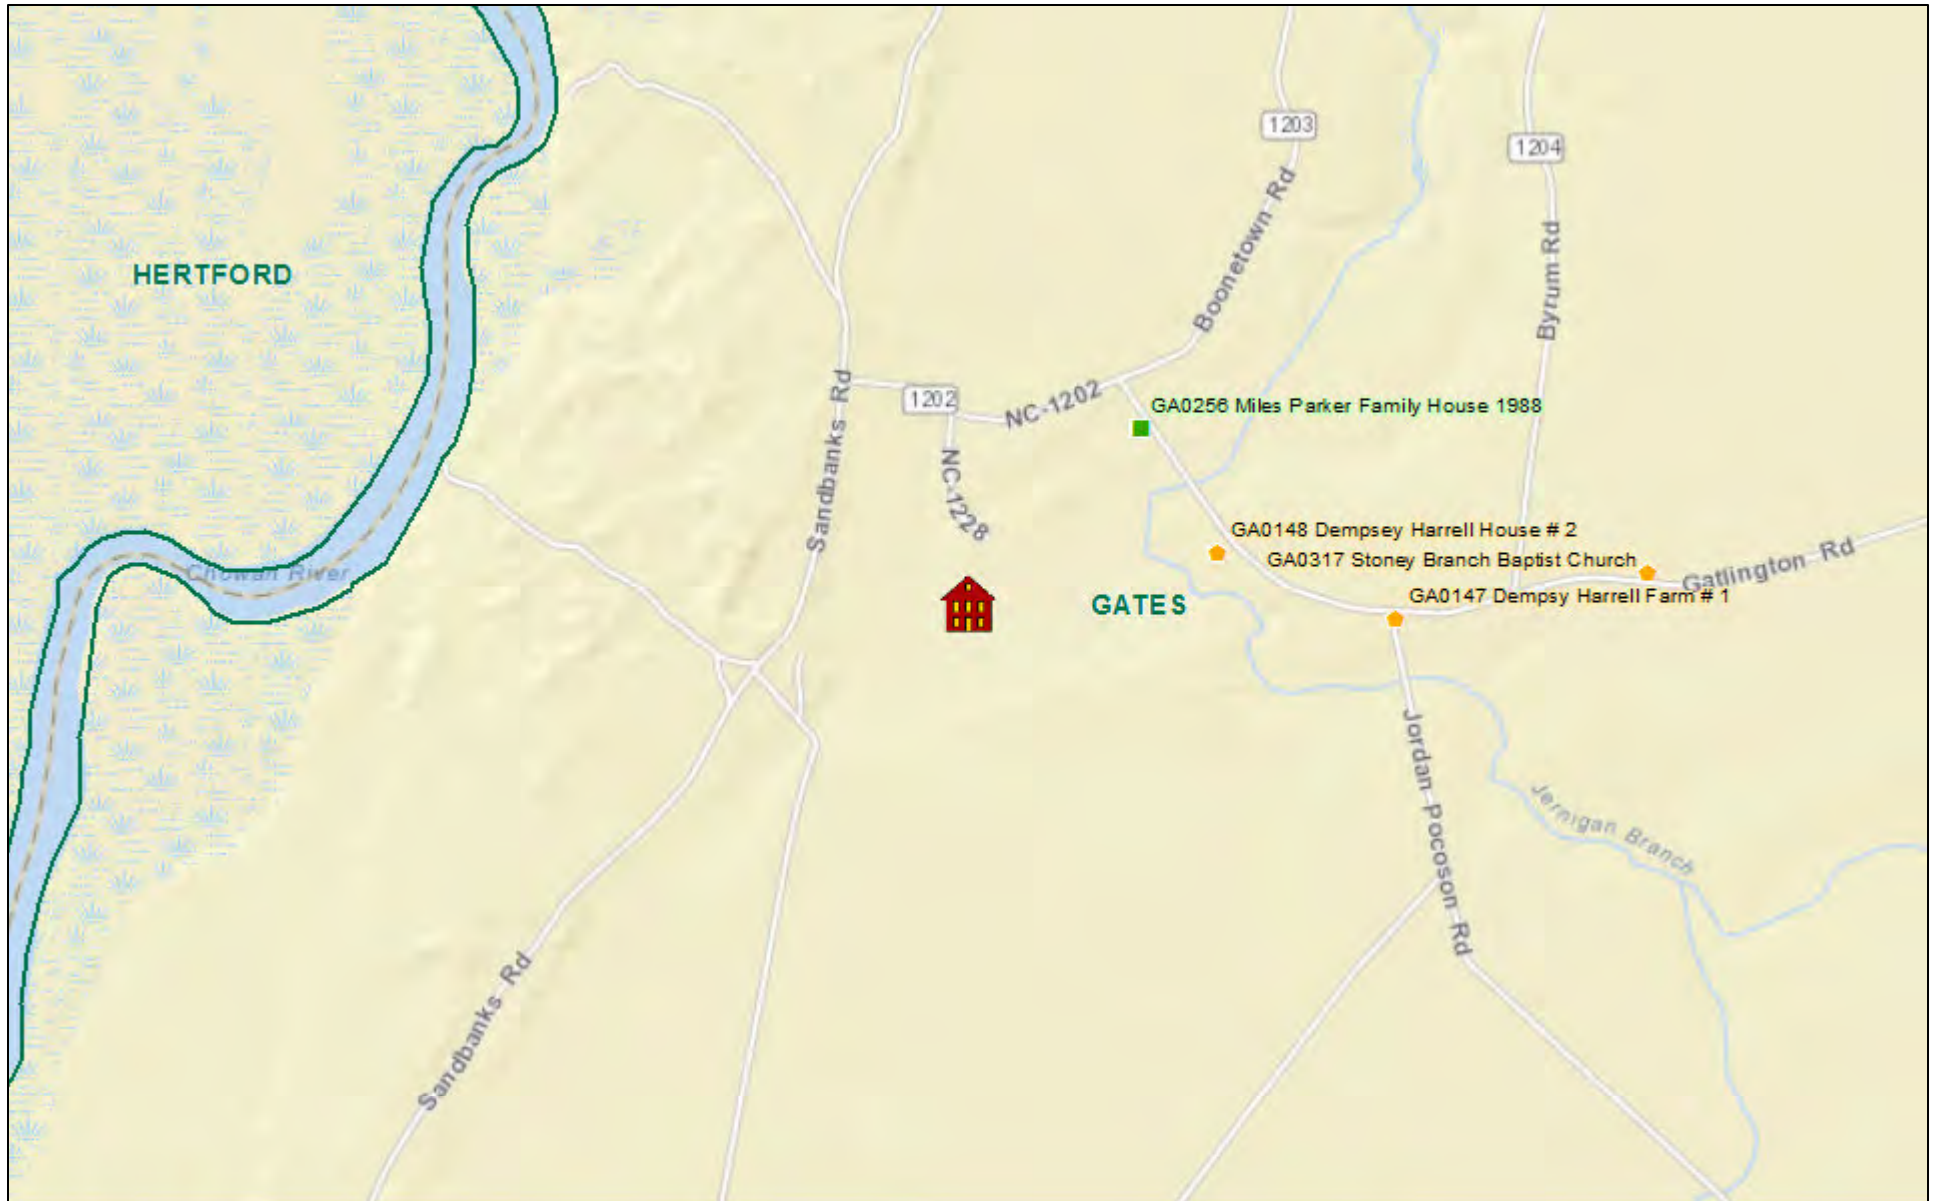 1203
1204
Boonetown Rd
HERTFORD
Byrum Rd
Sandbanks Rd
1202
NC-1202
GA0256 Miles Parker Family House 1988
NC-1228
GA0148 Dempsey Harrell House # 2
GA0317 Stoney Branch Baptist Church
Gatlington Rd
Chowan River
GATES
GA0147 Dempsy Harrell Farm # 1
Jordan Pocoson Rd
Jernigan Branch
Sandbanks Rd